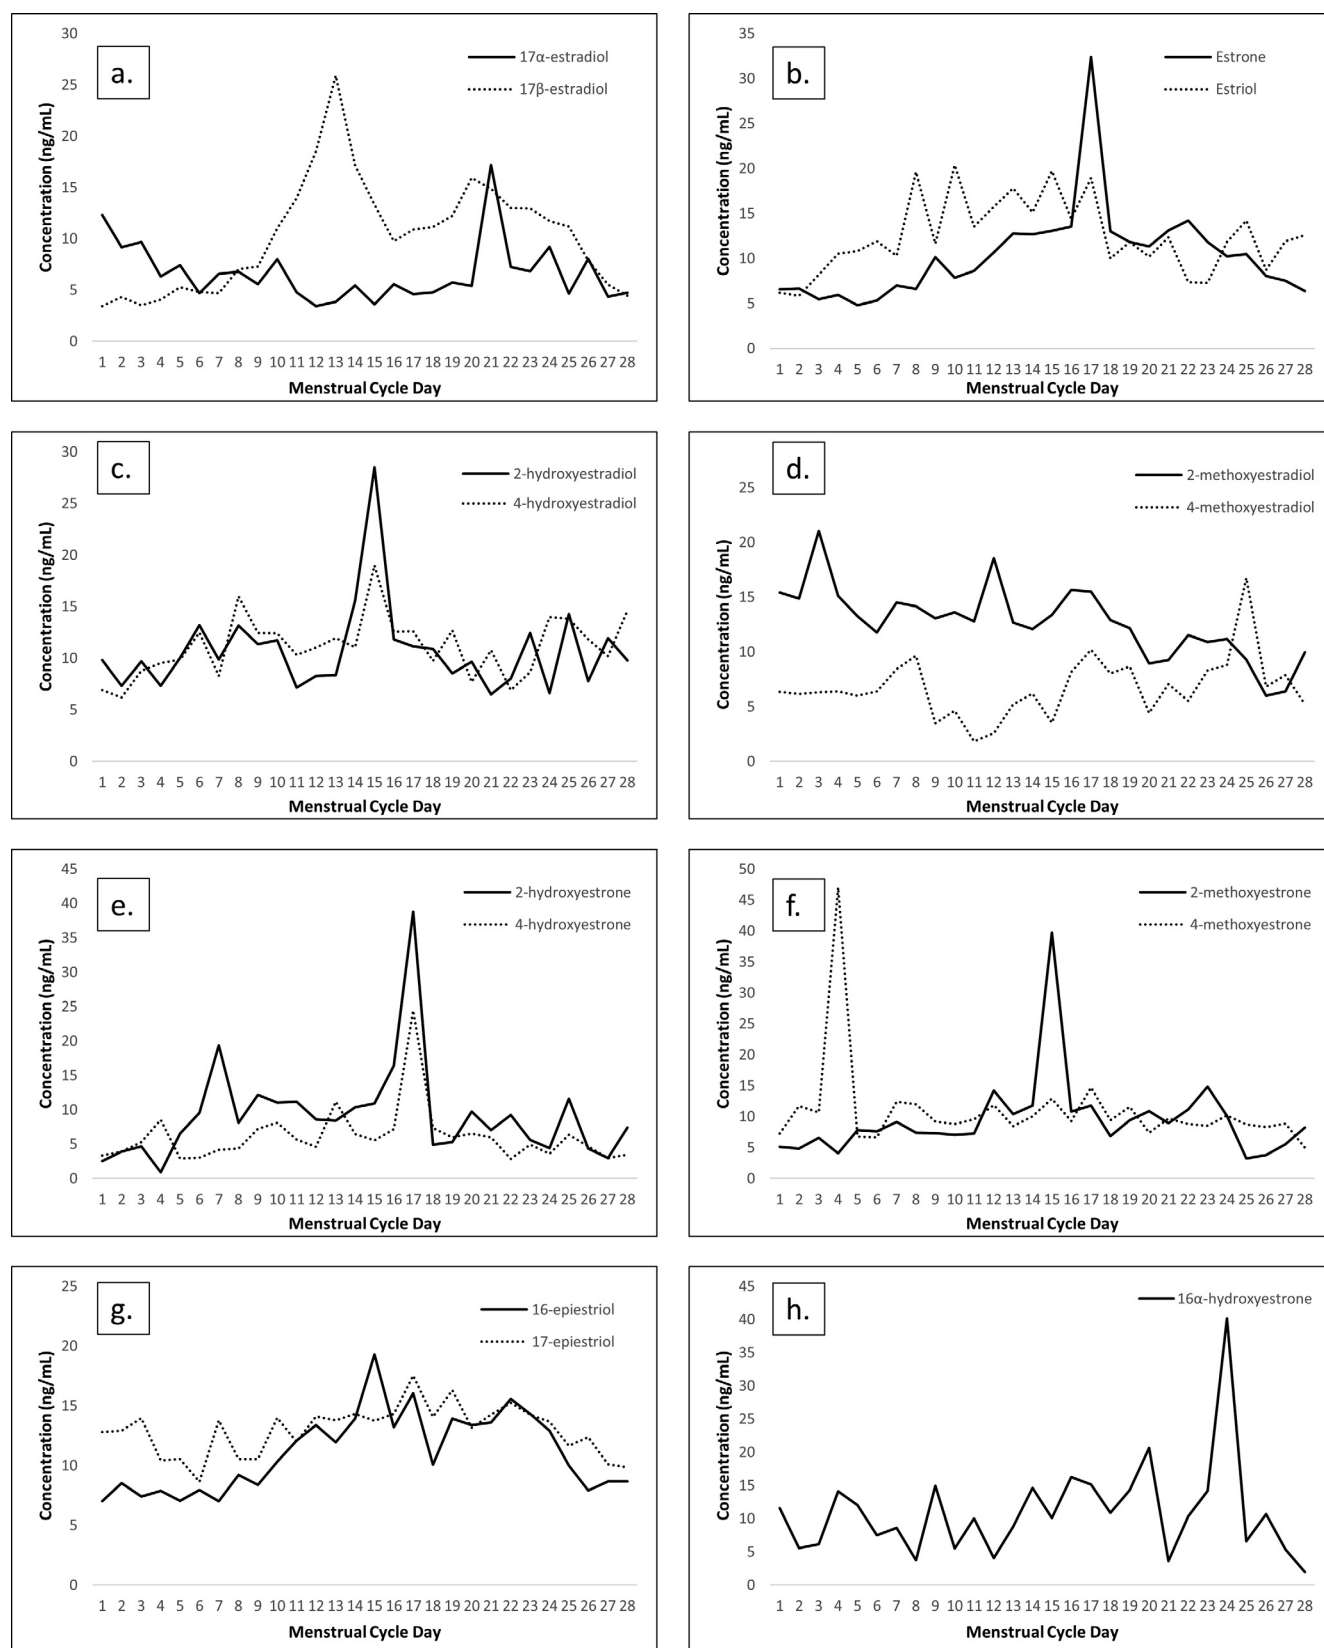 a.
17α-estradiol
17β-estradiol
Concentration (ng/mL)
30
25
20
15
10
5
0
1 2 3 4 5 6 7 8 9 10 11 12 13 14 15 16 17 18 19 20 21 22 23 24 25 26 27 28
Menstrual Cycle Day
b.
Estrone
Estriol
Concentration (ng/mL)
35
30
25
20
15
10
5
0
1 2 3 4 5 6 7 8 9 10 11 12 13 14 15 16 17 18 19 20 21 22 23 24 25 26 27 28
Menstrual Cycle Day
c.
2-hydroxyestradiol
4-hydroxyestradiol
Concentration (ng/mL)
30
25
20
15
10
5
0
1 2 3 4 5 6 7 8 9 10 11 12 13 14 15 16 17 18 19 20 21 22 23 24 25 26 27 28
Menstrual Cycle Day
d.
2-methoxyestradiol
4-methoxyestradiol
Concentration (ng/mL)
25
20
15
10
5
0
1 2 3 4 5 6 7 8 9 10 11 12 13 14 15 16 17 18 19 20 21 22 23 24 25 26 27 28
Menstrual Cycle Day
e.
2-hydroxyestrone
4-hydroxyestrone
Concentration (ng/mL)
45
40
35
30
25
20
15
10
5
0
1 2 3 4 5 6 7 8 9 10 11 12 13 14 15 16 17 18 19 20 21 22 23 24 25 26 27 28
Menstrual Cycle Day
f.
2-methoxyestrone
4-methoxyestrone
Concentration (ng/mL)
50
45
40
35
30
25
20
15
10
5
0
1 2 3 4 5 6 7 8 9 10 11 12 13 14 15 16 17 18 19 20 21 22 23 24 25 26 27 28
Menstrual Cycle Day
g.
16-epiestriol
17-epiestriol
Concentration (ng/mL)
25
20
15
10
5
0
1 2 3 4 5 6 7 8 9 10 11 12 13 14 15 16 17 18 19 20 21 22 23 24 25 26 27 28
Menstrual Cycle Day
h.
16α-hydroxyestrone
Concentration (ng/mL)
45
40
35
30
25
20
15
10
5
0
1 2 3 4 5 6 7 8 9 10 11 12 13 14 15 16 17 18 19 20 21 22 23 24 25 26 27 28
Menstrual Cycle Day